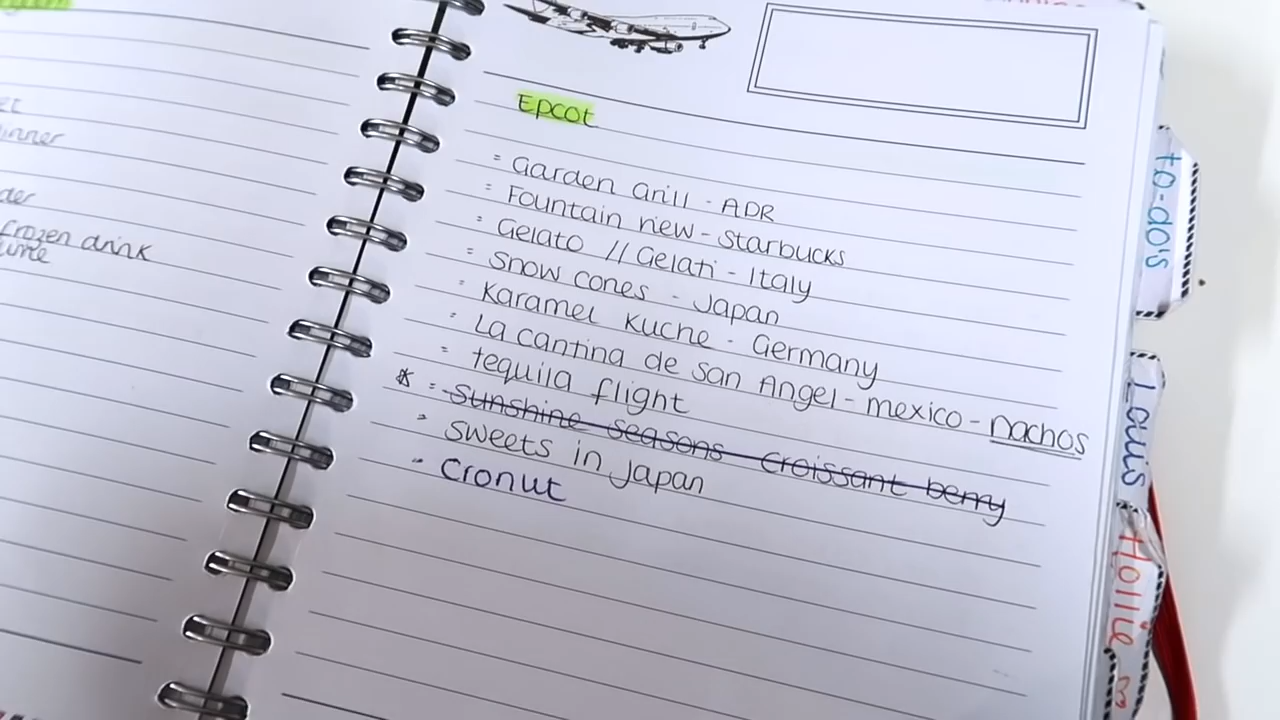 inner
frozen drink
Epcot
Garden Grill - ADR
Fountain view - Starbucks
Gelato // Gelati - Italy
Snow cones - Japan
Karamel Kuche - Germany
La cantina de san Angel - mexico - nachos
tequila flight
* Sunshine seasons croissant berry
sweets in Japan
Cronut
to-do's
Louis
Hollie